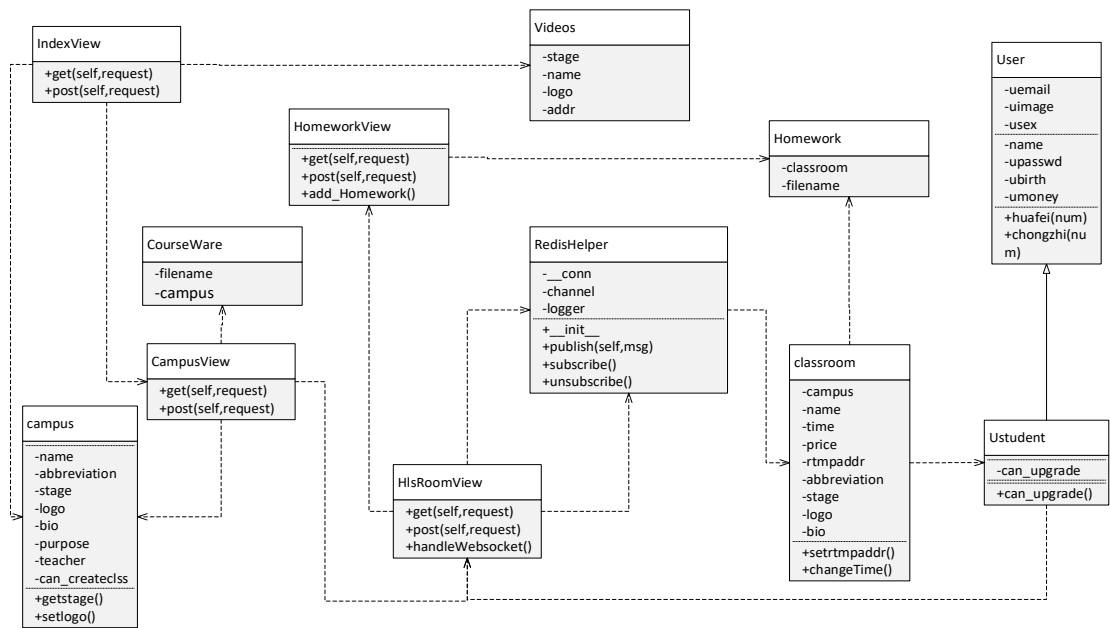 IndexView
+get(self,request)
+post(self,request)
Videos
-stage
-name
-logo
-addr
User
-uemail
-uimage
-usex
-name
-upasswd
-ubirth
-umoney
+huafei(num)
+chongzhi(nu
m)
HomeworkView
+get(self,request)
+post(self,request)
+add_Homework()
Homework
-classroom
-filename
CourseWare
-filename
-campus
RedisHelper
-__conn
-channel
-logger
+__init__
+publish(self,msg)
+subscribe()
+unsubscribe()
CampusView
+get(self,request)
+post(self,request)
classroom
-campus
-name
-time
-price
-rtmpaddr
-abbreviation
-stage
-logo
-bio
+setrtmpaddr()
+changeTime()
campus
-name
-abbreviation
-stage
-logo
-bio
-purpose
-teacher
-can_createclss
+getstage()
+setlogo()
Ustudent
-can_upgrade
+can_upgrade()
HlsRoomView
+get(self,request)
+post(self,request)
+handleWebsocket()